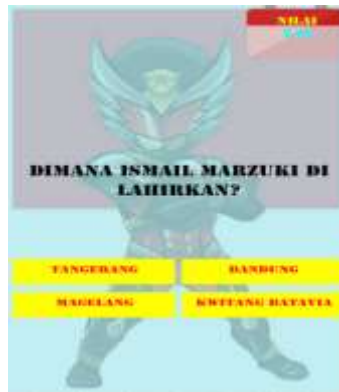 NILAI
DIMANA ISMAIL MARZUKI DI
LAHIRKAN?
TANGERANG
BANDUNG
MAGELANG
KWITANG BATAVIA